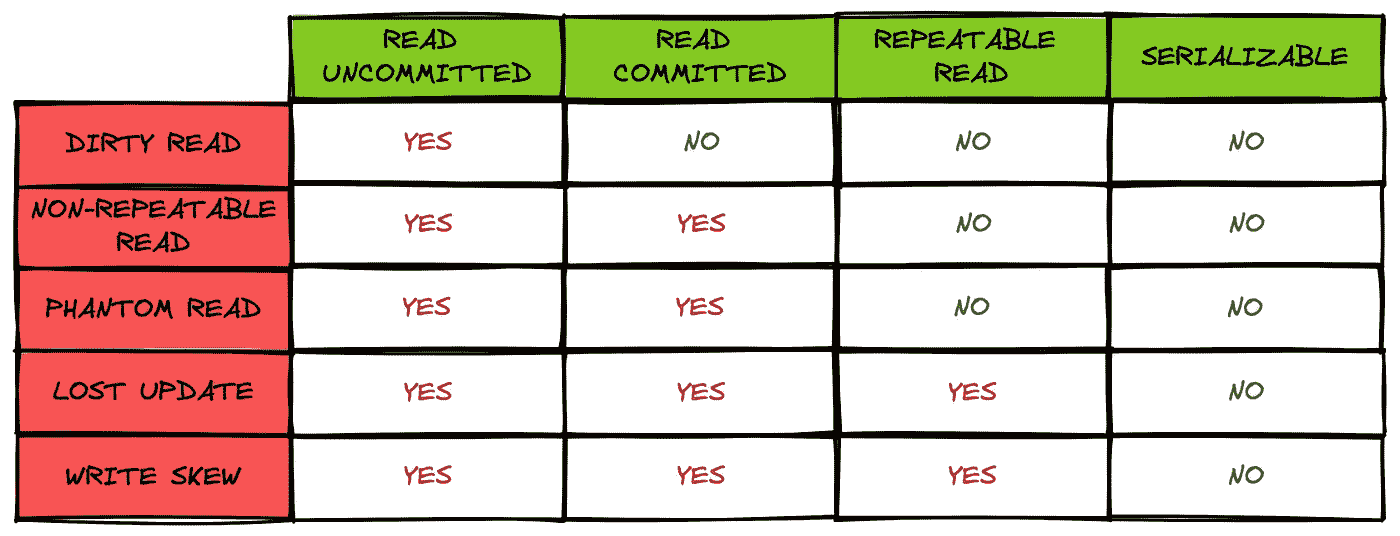 READ
UNCOMMITTED
READ
COMMITTED
REPEATABLE
READ
SERIALIZABLE
DIRTY READ
YES
NO
NO
NO
NON-REPEATABLE
READ
YES
YES
NO
NO
PHANTOM READ
YES
YES
NO
NO
LOST UPDATE
YES
YES
YES
NO
WRITE SKEW
YES
YES
YES
NO